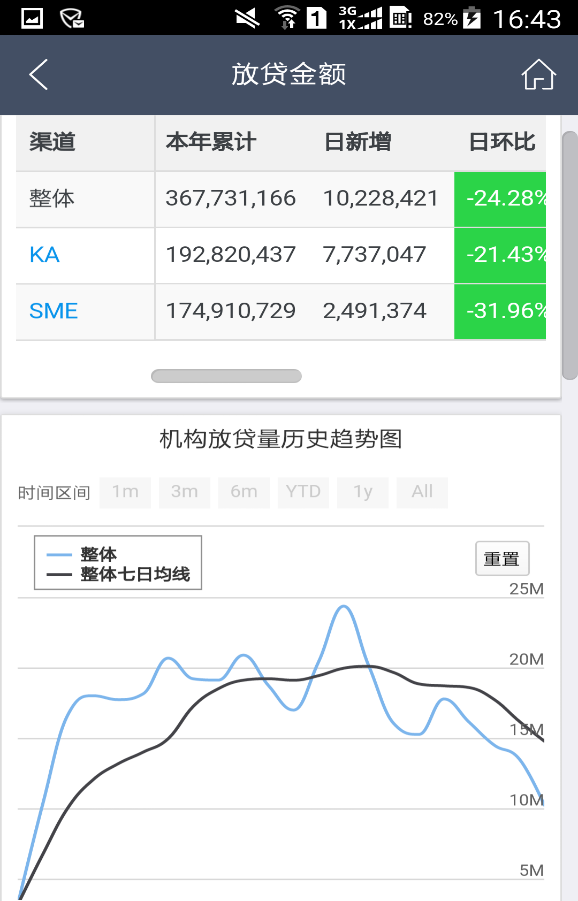 1 3G 1X 82% 16:43
放贷金额
渠道 本年累计 日新增 日环比
整体 367,731,166 10,228,421 -24.28%
KA 192,820,437 7,737,047 -21.43%
SME 174,910,729 2,491,374 -31.96%
机构放贷量历史趋势图
时间区间 1m 3m 6m YTD 1y All
整体
整体七日均线
重置
25M
20M
15M
10M
5M